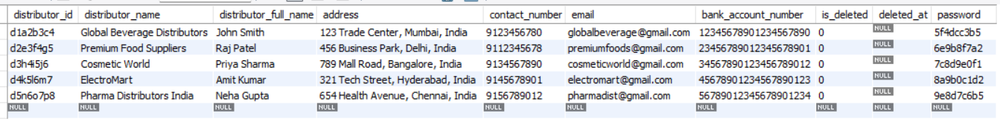 distributor_id distributor_name distributor_full_name address contact_number email bank_account_number is_deleted deleted_at password
d1a2b3c4 Global Beverage Distributors John Smith 123 Trade Center, Mumbai, India 9123456780 globalbeverage@gmail.com 12345678901234567890 0 NULL 5f4dcc3b5
d2e3f4g5 Premium Food Suppliers Raj Patel 456 Business Park, Delhi, India 9112345678 premiumfoods@gmail.com 23456789012345678901 0 NULL 6e9b8f7a2
d3h4i5j6 Cosmetic World Priya Sharma 789 Mall Road, Bangalore, India 9134567890 cosmeticworld@gmail.com 34567890123456789012 0 NULL 7c8d9e0f1
d4k5l6m7 ElectroMart Amit Kumar 321 Tech Street, Hyderabad, India 9145678901 electromart@gmail.com 45678901234567890123 0 NULL 8a9b0c1d2
d5n6o7p8 Pharma Distributors India Neha Gupta 654 Health Avenue, Chennai, India 9156789012 pharmadist@gmail.com 56789012345678901234 0 NULL 9e8d7c6b5
NULL NULL NULL NULL NULL NULL NULL NULL NULL NULL